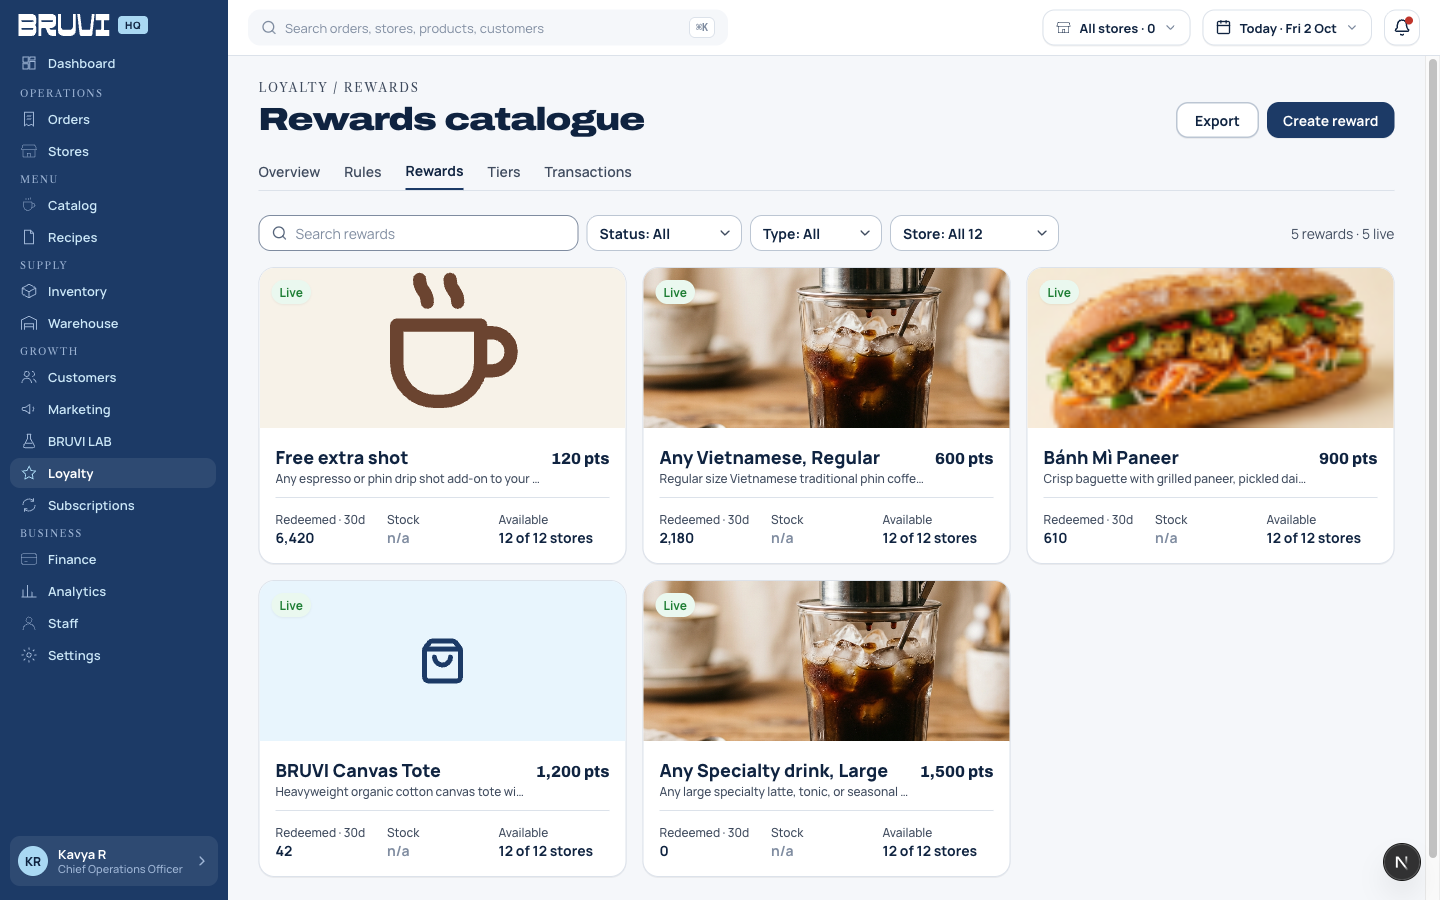 BRUVI HQ
Search orders, stores, products, customers
⌘K
All stores · 0
Today · Fri 2 Oct
Dashboard
OPERATIONS
Orders
Stores
MENU
Catalog
Recipes
SUPPLY
Inventory
Warehouse
GROWTH
Customers
Marketing
BRUVI LAB
Loyalty
Subscriptions
BUSINESS
Finance
Analytics
Staff
Settings
KR
Kavya R
Chief Operations Officer
LOYALTY / REWARDS
Rewards catalogue
Export
Create reward
Overview Rules Rewards Tiers Transactions
Search rewards
Status: All
Type: All
Store: All 12
5 rewards · 5 live
Live
Free extra shot 120 pts
Any espresso or phin drip shot add-on to your ...
Redeemed · 30d Stock Available
6,420 n/a 12 of 12 stores
Live
Any Vietnamese, Regular 600 pts
Regular size Vietnamese traditional phin coffe...
Redeemed · 30d Stock Available
2,180 n/a 12 of 12 stores
Live
Bánh Mì Paneer 900 pts
Crisp baguette with grilled paneer, pickled dai...
Redeemed · 30d Stock Available
610 n/a 12 of 12 stores
Live
BRUVI Canvas Tote 1,200 pts
Heavyweight organic cotton canvas tote wi...
Redeemed · 30d Stock Available
42 n/a 12 of 12 stores
Live
Any Specialty drink, Large 1,500 pts
Any large specialty latte, tonic, or seasonal ...
Redeemed · 30d Stock Available
0 n/a 12 of 12 stores
N